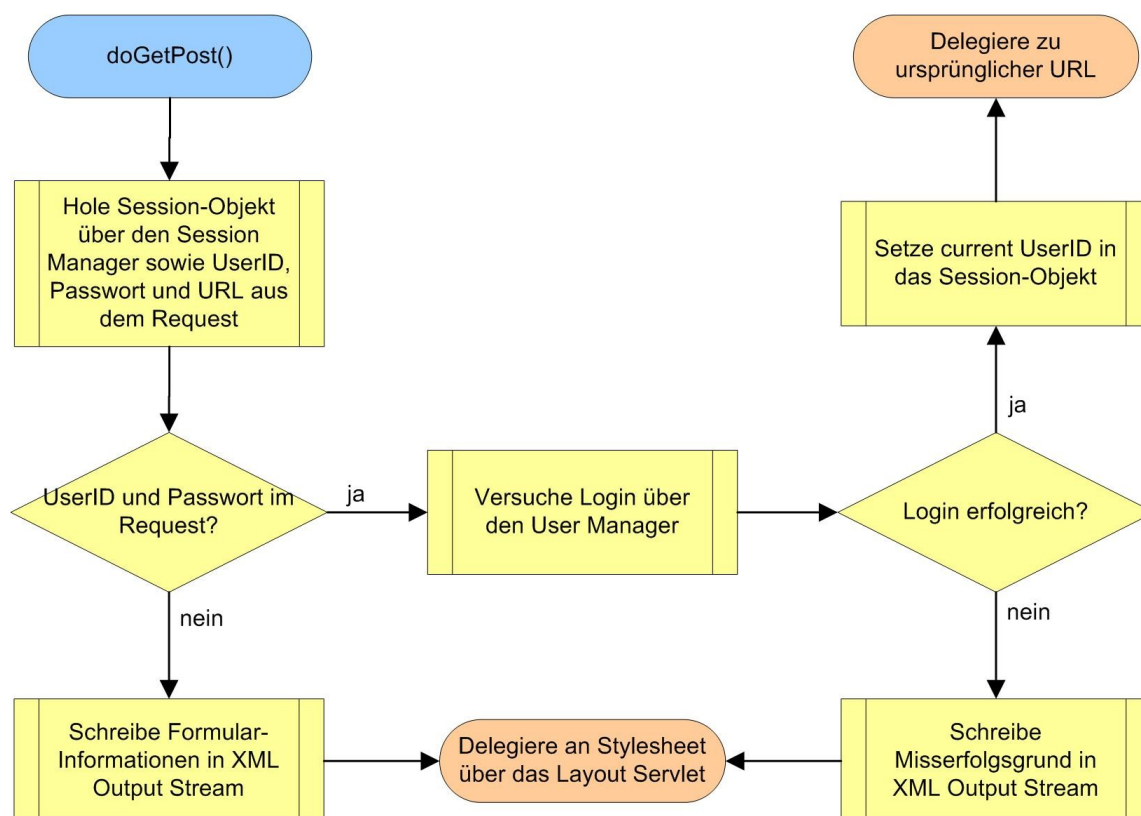 doGetPost()
Hole Session-Objekt
über den Session
Manager sowie UserID,
Passwort und URL aus
dem Request
UserID und Passwort im
Request?
ja
nein
Versuche Login über
den User Manager
Login erfolgreich?
ja
nein
Setze current UserID in
das Session-Objekt
Delegiere zu
ursprünglicher URL
Schreibe Formular-
Informationen in XML
Output Stream
Delegiere an Stylesheet
über das Layout Servlet
Schreibe
Misserfolgsgrund in
XML Output Stream